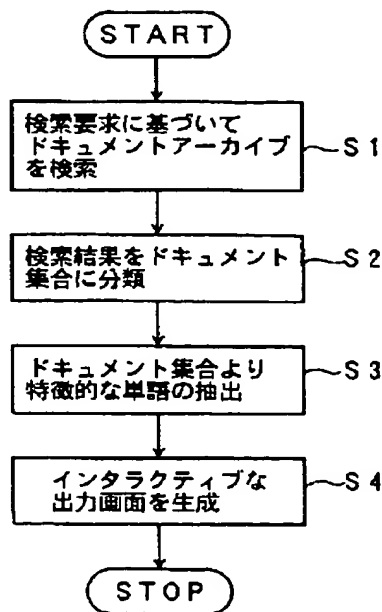 START
検索要求に基づいて
ドキュメントアーカイブ
を検索
S1
検索結果をドキュメント
集合に分類
S2
ドキュメント集合より
特徴的な単語の抽出
S3
インタラクティブな
出力画面を生成
S4
STOP